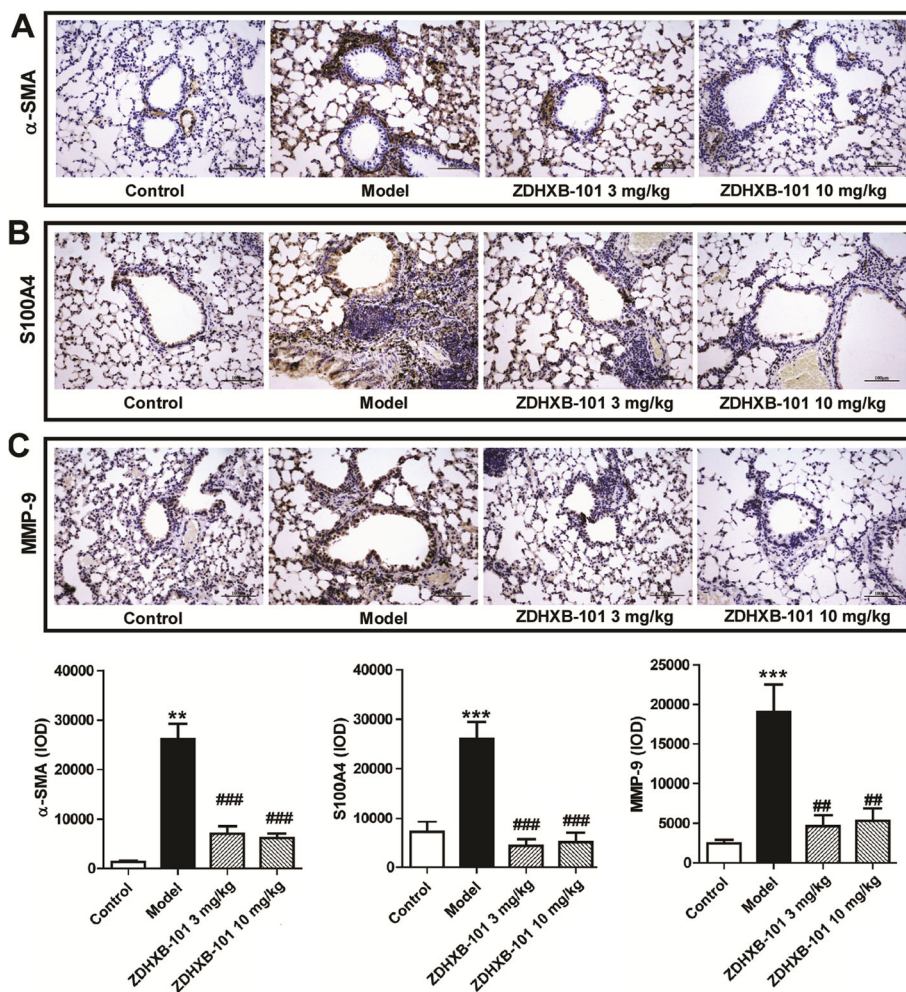 A
α-SMA
Control
Model
ZDHXB-101 3 mg/kg
ZDHXB-101 10 mg/kg
B
S100A4
100μm
Control
Model
ZDHXB-101 3 mg/kg
ZDHXB-101 10 mg/kg
C
MMP-9
Control
Model
ZDHXB-101 3 mg/kg
ZDHXB-101 10 mg/kg
α-SMA (IOD)
40000
30000
20000
10000
0
**
###
###
Control
Model
ZDHXB-101 3 mg/kg
ZDHXB-101 10 mg/kg
S100A4 (IOD)
40000
30000
20000
10000
0
***
###
###
Control
Model
ZDHXB-101 3 mg/kg
ZDHXB-101 10 mg/kg
MMP-9 (IOD)
25000
20000
15000
10000
5000
0
***
##
##
Control
Model
ZDHXB-101 3 mg/kg
ZDHXB-101 10 mg/kg